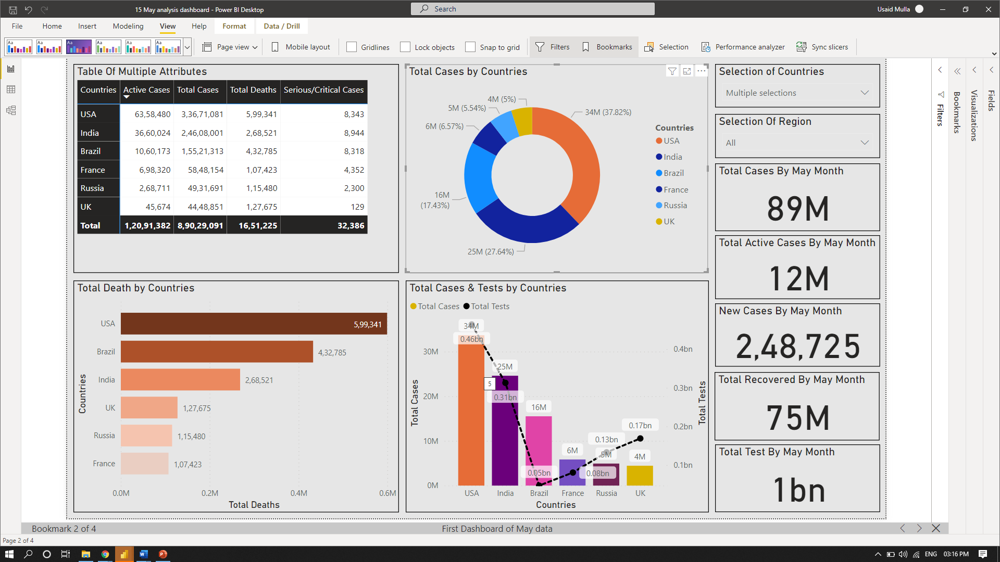 15 May analysis dashboard - Power BI Desktop
Search
Usaid Mulla
File Home Insert Modeling View Help Format Data / Drill
Aa Aa Aa Aa Aa Aa
Page view Mobile layout Gridlines Lock objects Snap to grid Filters Bookmarks Selection Performance analyzer Sync slicers
Table Of Multiple Attributes
Countries Active Cases Total Cases Total Deaths Serious/Critical Cases
USA 63,58,480 3,36,71,081 5,99,341 8,343
India 36,60,024 2,46,08,001 2,68,521 8,944
Brazil 10,60,173 1,55,21,313 4,32,785 8,318
France 6,98,320 58,48,154 1,07,423 4,352
Russia 2,68,711 49,31,691 1,15,480 2,300
UK 45,674 44,48,851 1,27,675 129
Total 1,20,91,382 8,90,29,091 16,51,225 32,386
Total Cases by Countries
4M (5%)
5M (5.54%)
34M (37.82%)
6M (6.57%)
16M
(17.43%)
25M (27.64%)
Countries
USA
India
Brazil
France
Russia
UK
Selection of Countries
Multiple selections
Selection Of Region
All
Total Cases By May Month
89M
Total Active Cases By May Month
12M
New Cases By May Month
2,48,725
Total Recovered By May Month
75M
Total Test By May Month
1bn
Filters
Bookmarks
Visualizations
Fields
Total Death by Countries
Countries
USA 5,99,341
Brazil 4,32,785
India 2,68,521
UK 1,27,675
Russia 1,15,480
France 1,07,423
0.0M 0.2M 0.4M 0.6M
Total Deaths
Total Cases & Tests by Countries
Total Cases Total Tests
Total Cases
30M
20M
10M
0M
34M
0.46bn
25M
5
0.31bn
16M
0.05bn
6M
0.08bn
0.13bn
5M
0.17bn
4M
0.4bn
0.3bn
0.2bn
0.1bn
Total Tests
USA India Brazil France Russia UK
Countries
Bookmark 2 of 4
First Dashboard of May data
Page 2 of 4
ENG 03:16 PM